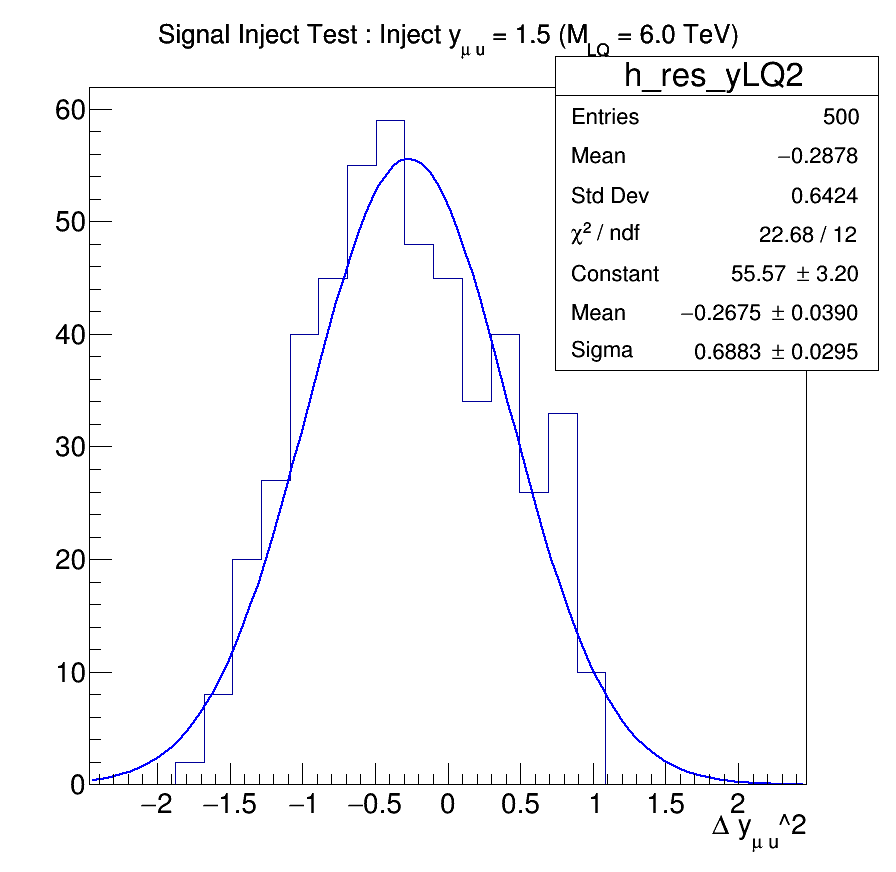 Signal Inject Test : Inject y_μu = 1.5 (M_LQ = 6.0 TeV)
h_res_yLQ2
Entries 500
Mean −0.2878
Std Dev 0.6424
χ² / ndf 22.68 / 12
Constant 55.57 ± 3.20
Mean −0.2675 ± 0.0390
Sigma 0.6883 ± 0.0295
60
50
40
30
20
10
0
−2 −1.5 −1 −0.5 0 0.5 1 1.5 2
Δ y_μu^2